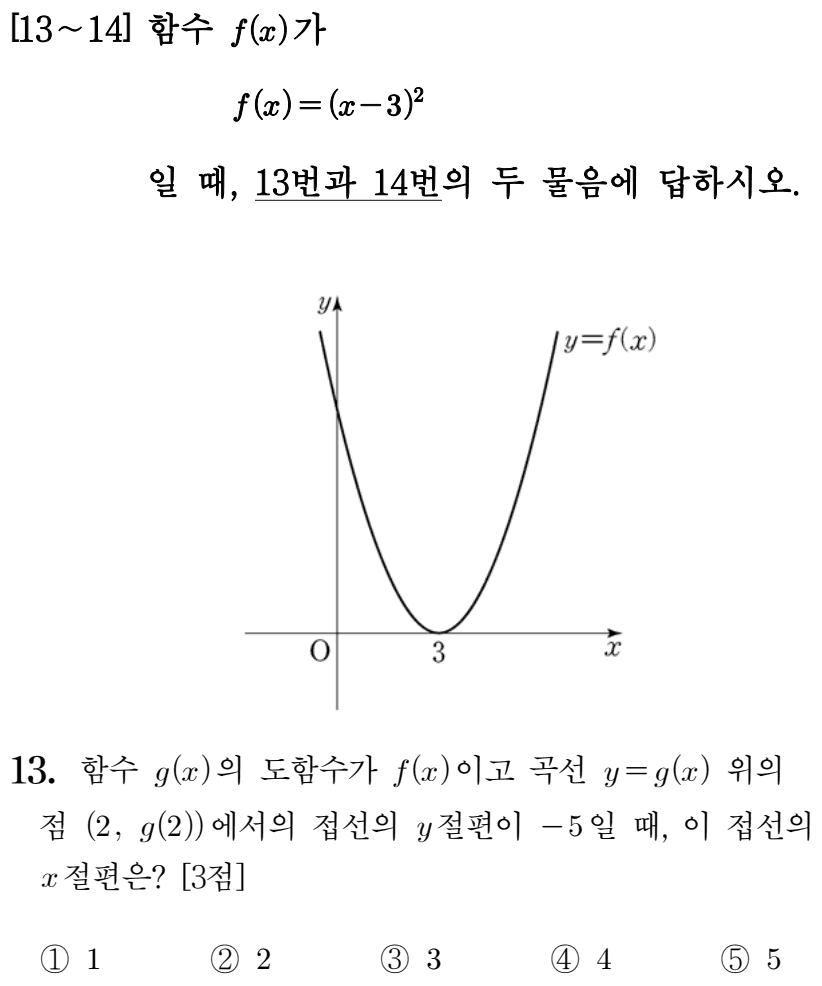 [13~14] 함수 f(x)가
f(x)=(x-3)²
일 때, 13번과 14번의 두 물음에 답하시오.
y
y=f(x)
O 3 x
13. 함수 g(x)의 도함수가 f(x)이고 곡선 y=g(x) 위의
점 (2, g(2))에서의 접선의 y절편이 -5일 때, 이 접선의
x절편은? [3점]
① 1 ② 2 ③ 3 ④ 4 ⑤ 5